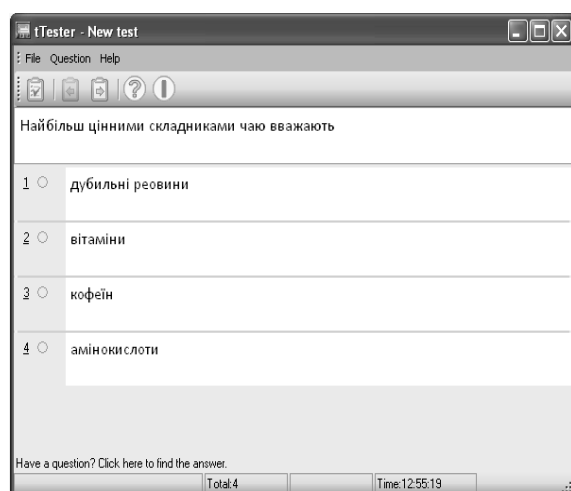 tTester - New test
File Question Help
Найбільш цінними складниками чаю вважають
1 дубильні реовини
2 вітаміни
3 кофеїн
4 амінокислоти
Have a question? Click here to find the answer.
Total:4 Time:12:55:19